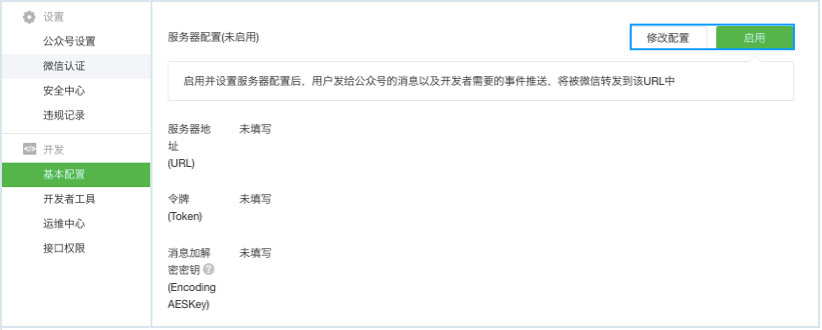 设置
公众号设置
微信认证
安全中心
违规记录
开发
基本配置
开发者工具
运维中心
接口权限
服务器配置(未启用)
修改配置
启用
启用并设置服务器配置后，用户发给公众号的消息以及开发者需要的事件推送，将被微信转发到该URL中
服务器地 未填写
址
(URL)
令牌 未填写
(Token)
消息加解 未填写
密密钥 ?
(Encoding
AESKey)